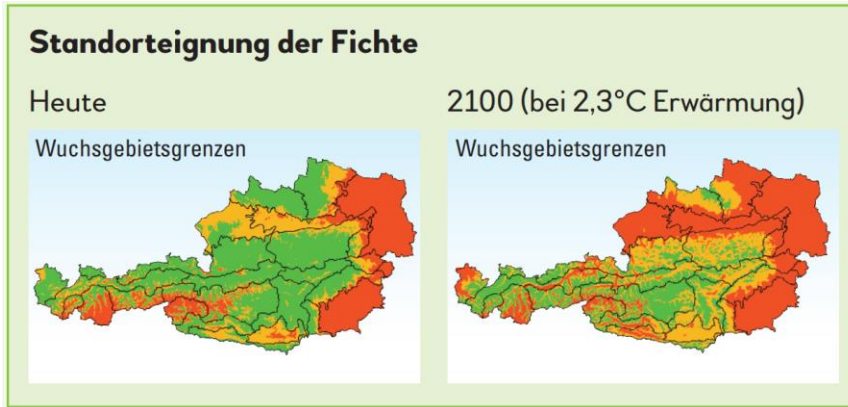 Standorteignung der Fichte
Heute
2100 (bei 2,3°C Erwärmung)
Wuchsgebietsgrenzen
Wuchsgebietsgrenzen